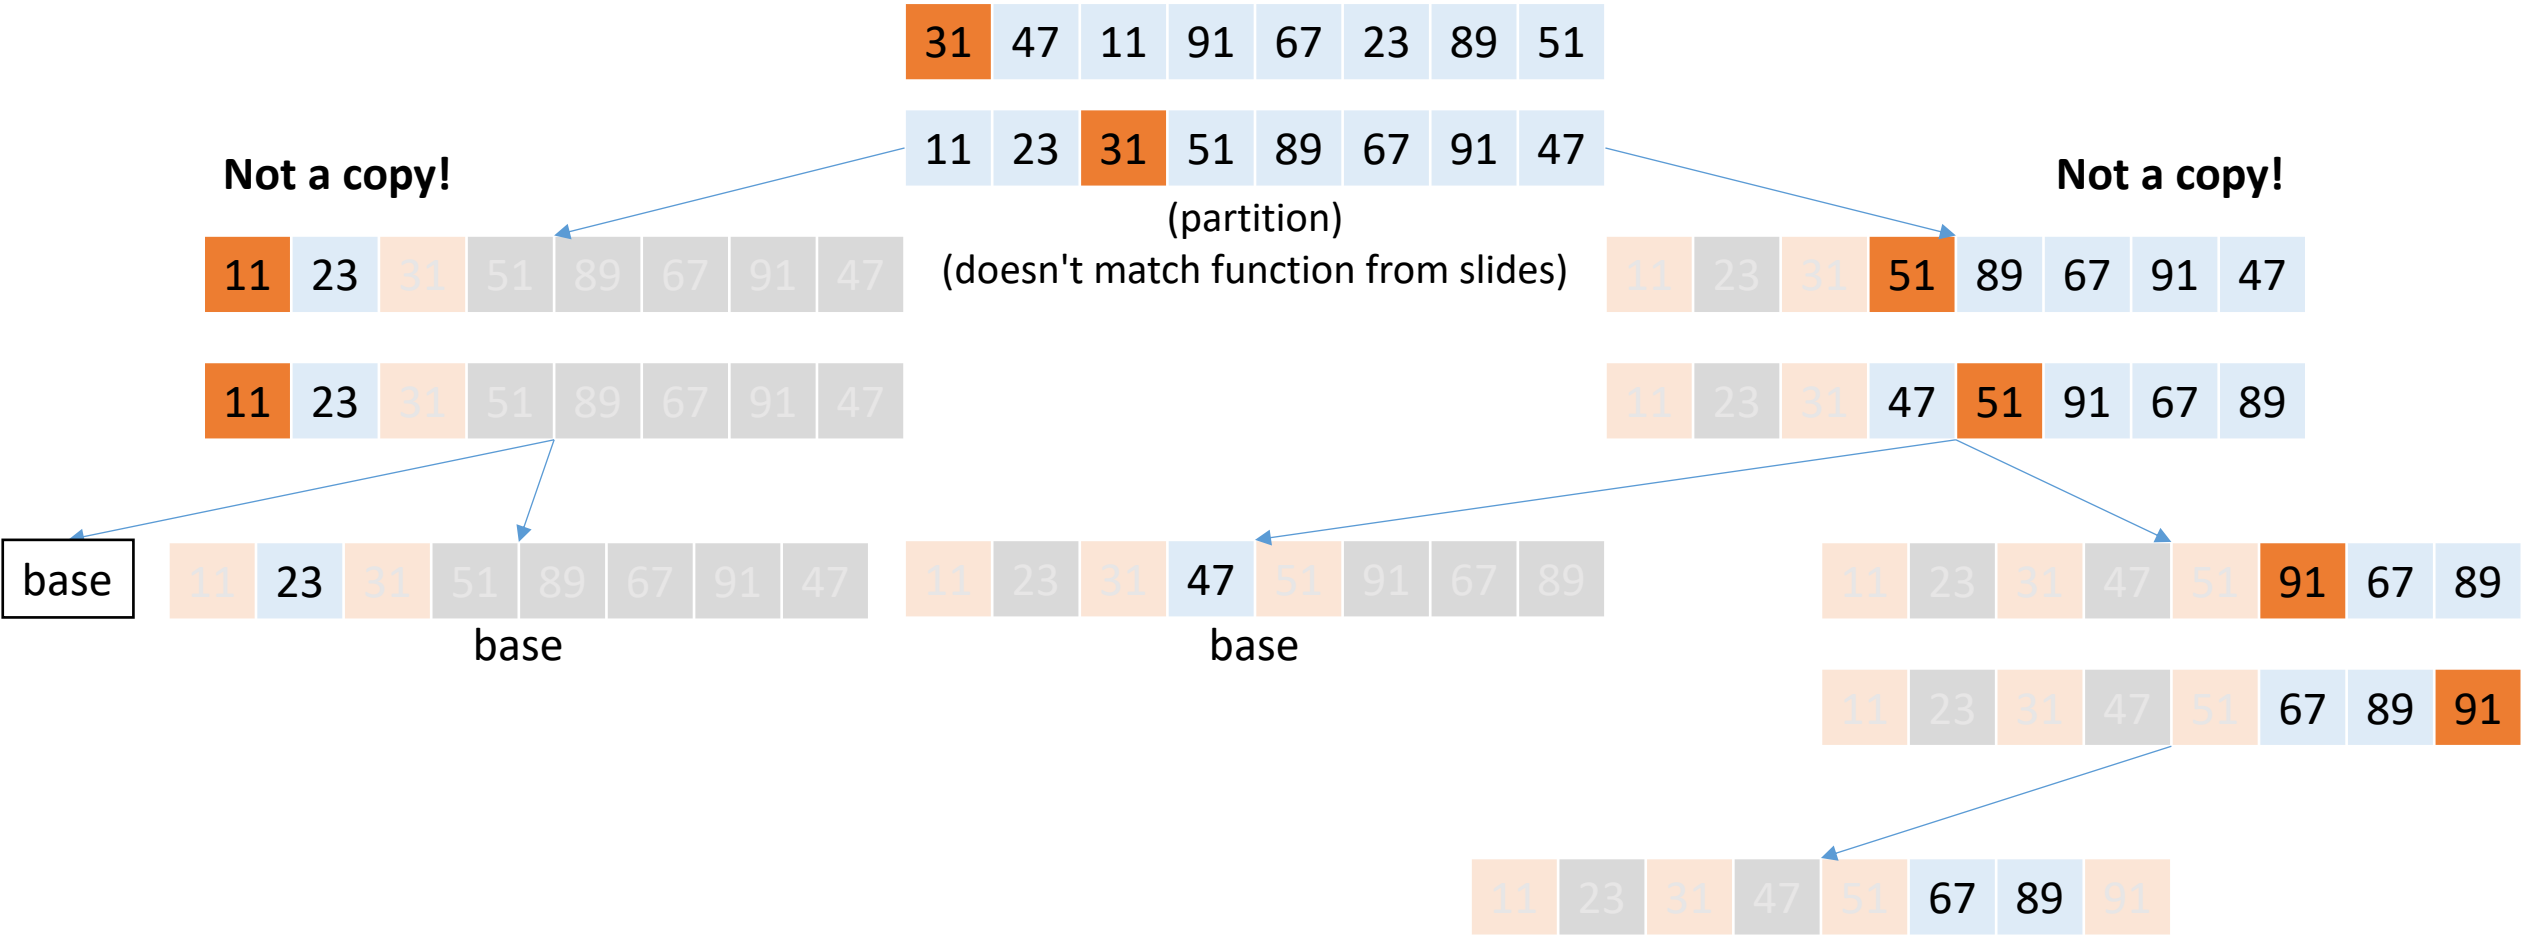 31 47 11 91 67 23 89 51
11 23 31 51 89 67 91 47
Not a copy!
Not a copy!
(partition)
(doesn't match function from slides)
11 23 31 51 89 67 91 47
11 23 31 51 89 67 91 47
11 23 31 51 89 67 91 47
11 23 31 47 51 91 67 89
base
11 23 31 51 89 67 91 47
base
11 23 31 47 51 91 67 89
base
11 23 31 47 51 91 67 89
11 23 31 47 51 67 89 91
11 23 31 47 51 67 89 91